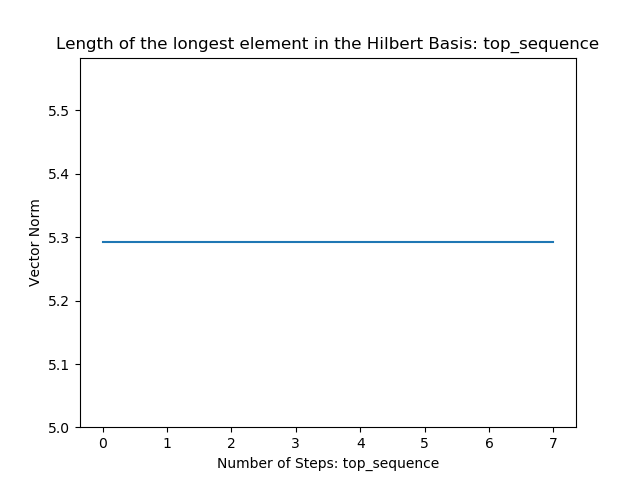 Length of the longest element in the Hilbert Basis: top_sequence
5.5
5.4
5.3
5.2
5.1
5.0
Vector Norm
0 1 2 3 4 5 6 7
Number of Steps: top_sequence